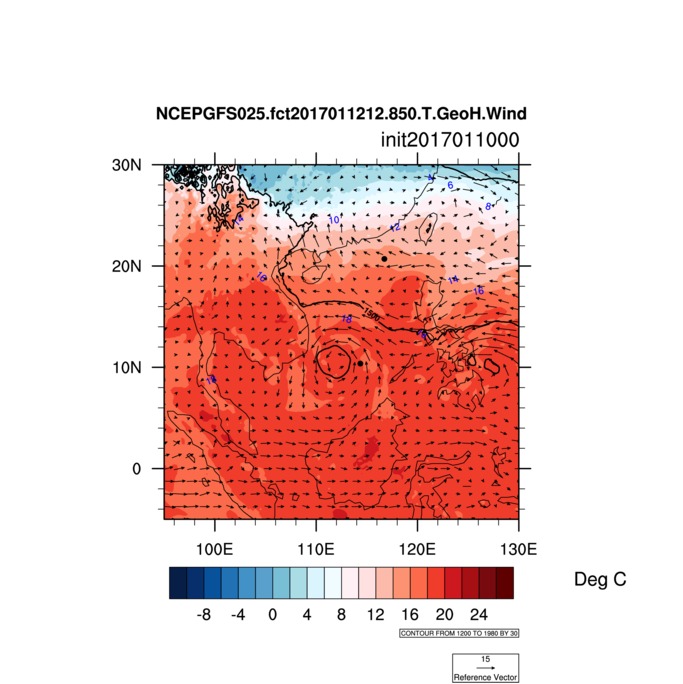 NCEPGFS025.fct2017011212.850.T.GeoH.Wind
init2017011000
30N
20N
10N
0
4
6
8
10
12
14
16
14
16
1500
18
100E 110E 120E 130E
-8 -4 0 4 8 12 16 20 24
Deg C
CONTOUR FROM 1200 TO 1980 BY 30
15
Reference Vector